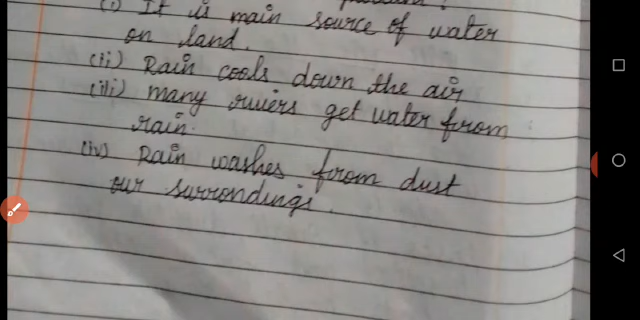 (i) It is main source of water
on land.
(ii) Rain cools down the air
(iii) many rivers get water from
rain.
(iv) Rain washes from dust
our surrondings.